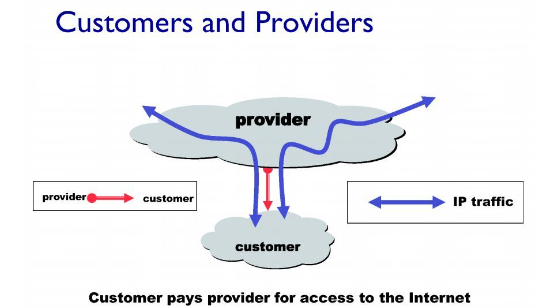 Customers and Providers
provider
provider customer
IP traffic
customer
Customer pays provider for access to the Internet